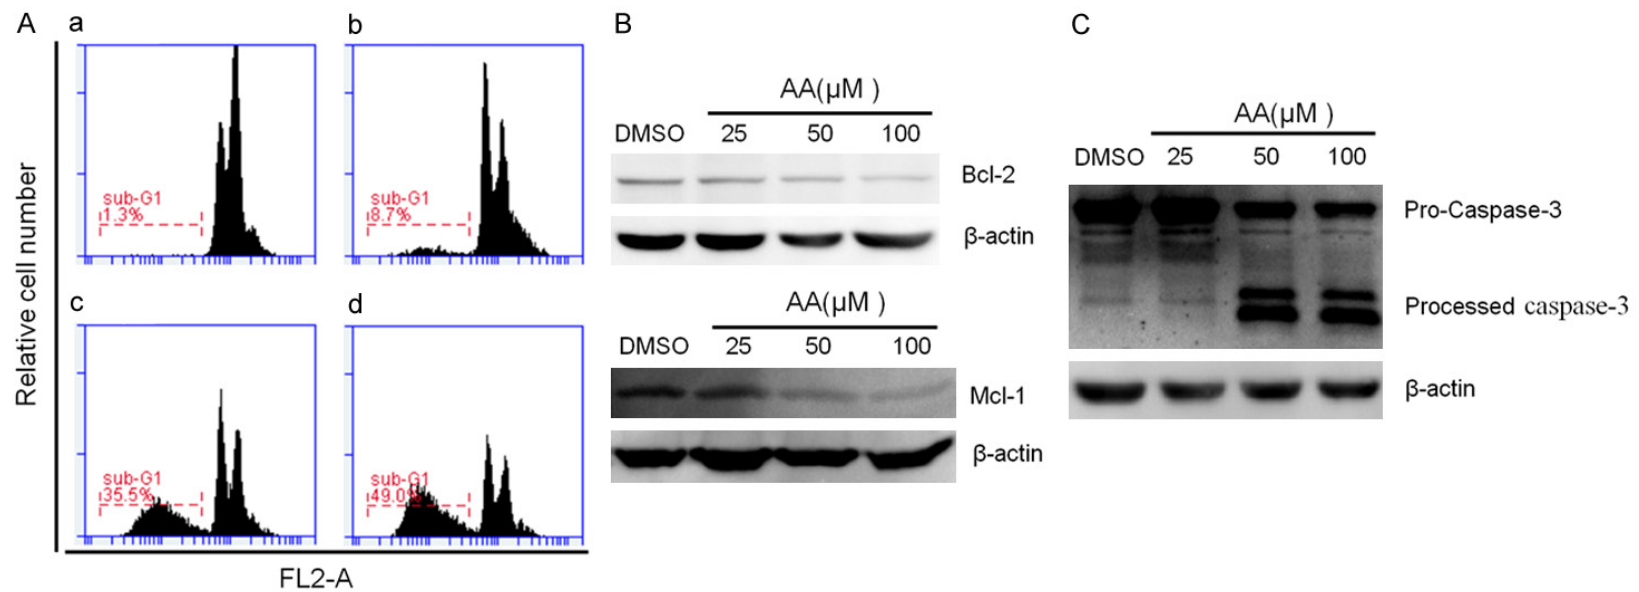 A
a
b
B
C
Relative cell number
sub-G1
1.3%
sub-G1
8.7%
c
d
sub-G1
35.5%
sub-G1
49.0%
FL2-A
AA(μM )
DMSO 25 50 100
Bcl-2
β-actin
AA(μM )
DMSO 25 50 100
Mcl-1
β-actin
AA(μM )
DMSO 25 50 100
Pro-Caspase-3
Processed caspase-3
β-actin